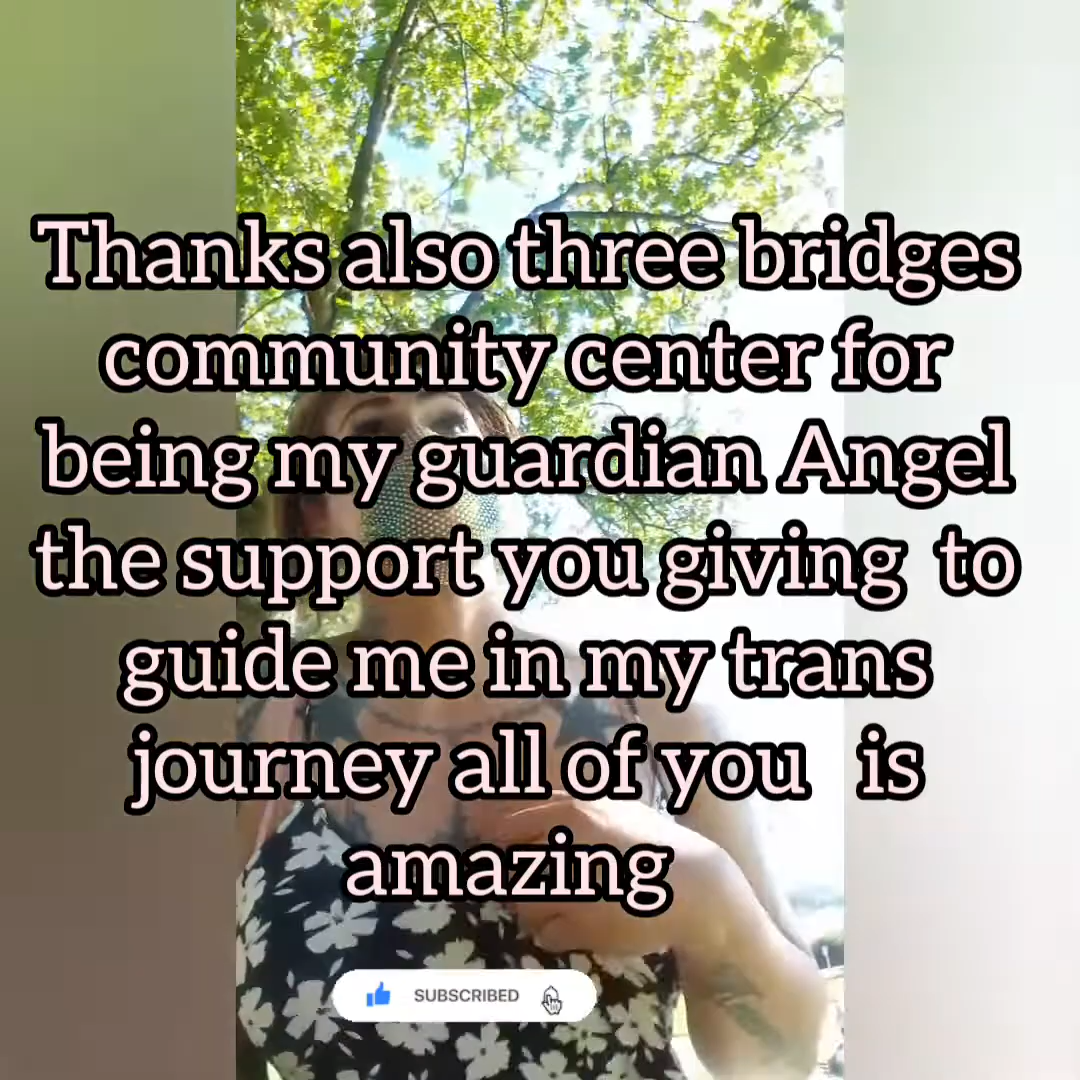 Thanks also three bridges
community center for
being my guardian Angel
the support you giving to
guide me in my trans
journey all of you is
amazing
SUBSCRIBED